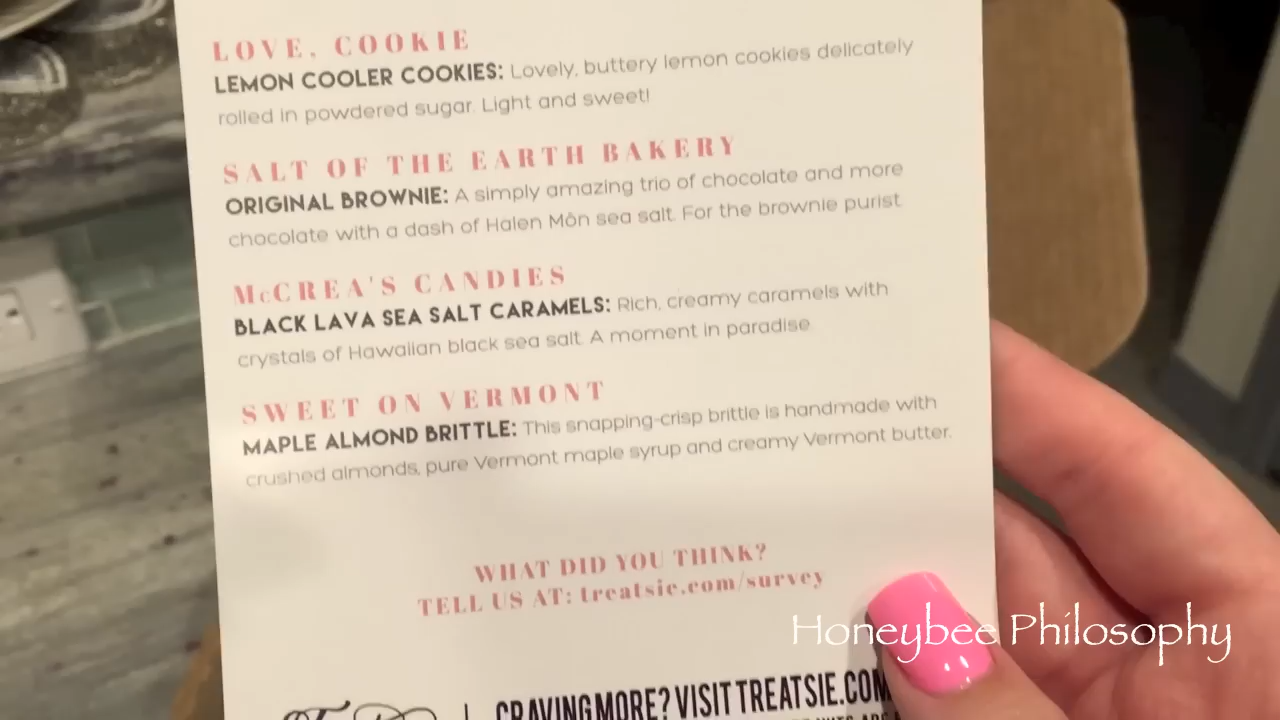 LOVE, COOKIE
LEMON COOLER COOKIES: Lovely, buttery lemon cookies delicately
rolled in powdered sugar. Light and sweet!
SALT OF THE EARTH BAKERY
ORIGINAL BROWNIE: A simply amazing trio of chocolate and more
chocolate with a dash of Halen Môn sea salt. For the brownie purist.
McCREA'S CANDIES
BLACK LAVA SEA SALT CARAMELS: Rich, creamy caramels with
crystals of Hawaiian black sea salt. A moment in paradise.
SWEET ON VERMONT
MAPLE ALMOND BRITTLE: This snapping-crisp brittle is handmade with
crushed almonds, pure Vermont maple syrup and creamy Vermont butter.
WHAT DID YOU THINK?
TELL US AT: treatsie.com/survey
Honeybee Philosophy
CRAVING MORE? VISIT TREATSIE.COM